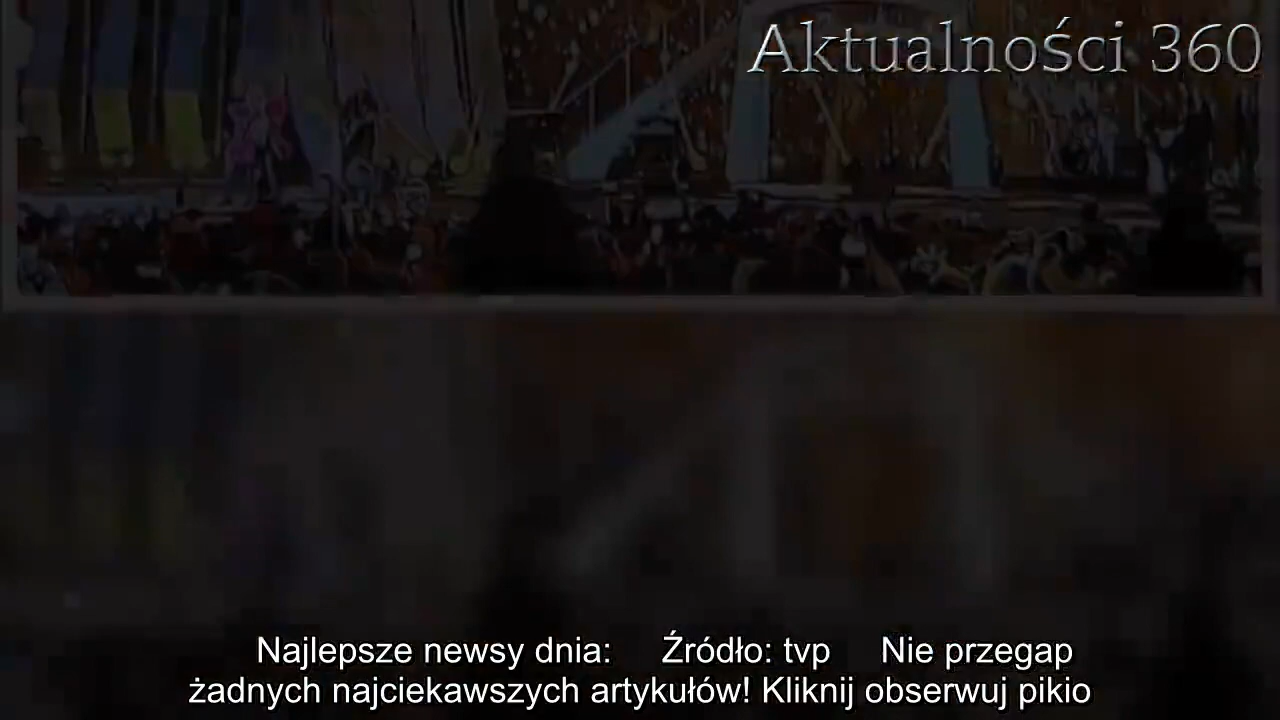 Aktualności 360
Najlepsze newsy dnia: Źródło: tvp Nie przegap
żadnych najciekawszych artykułów! Kliknij obserwuj pikio